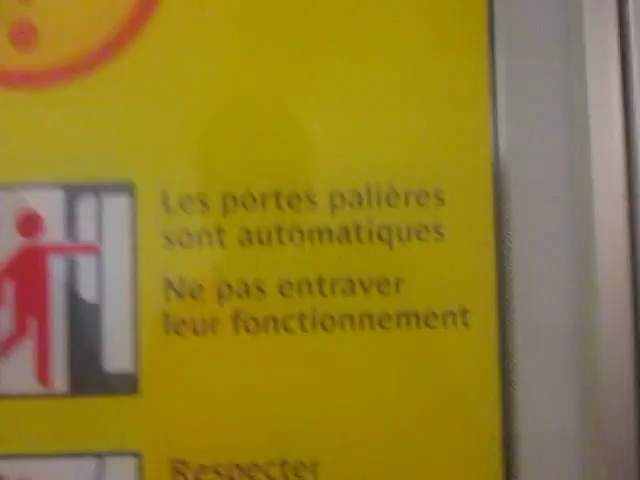 Les portes palières
sont automatiques
Ne pas entraver
leur fonctionnement
Respecter